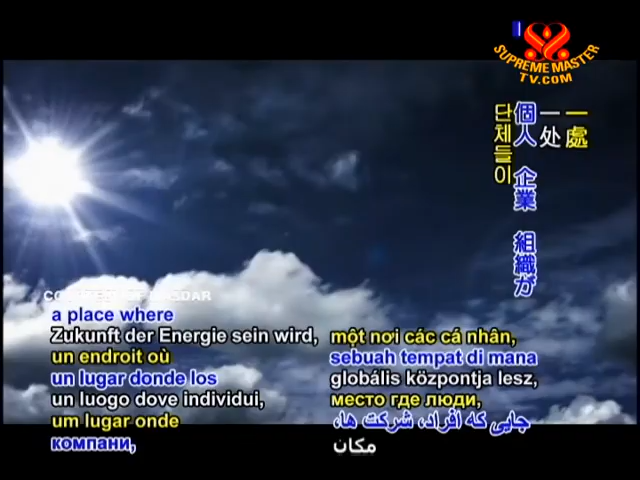 SUPREME MASTER
TV.COM
一處
一处
個人 企業 組織が
단체들이
COURTESY OF MASDAR
a place where
Zukunft der Energie sein wird,
un endroit où
un lugar donde los
un luogo dove individui,
um lugar onde
компани,
một nơi các cá nhân,
sebuah tempat di mana
globális központja lesz,
место где люди,
جایی که افراد، شرکت ها،
مكان